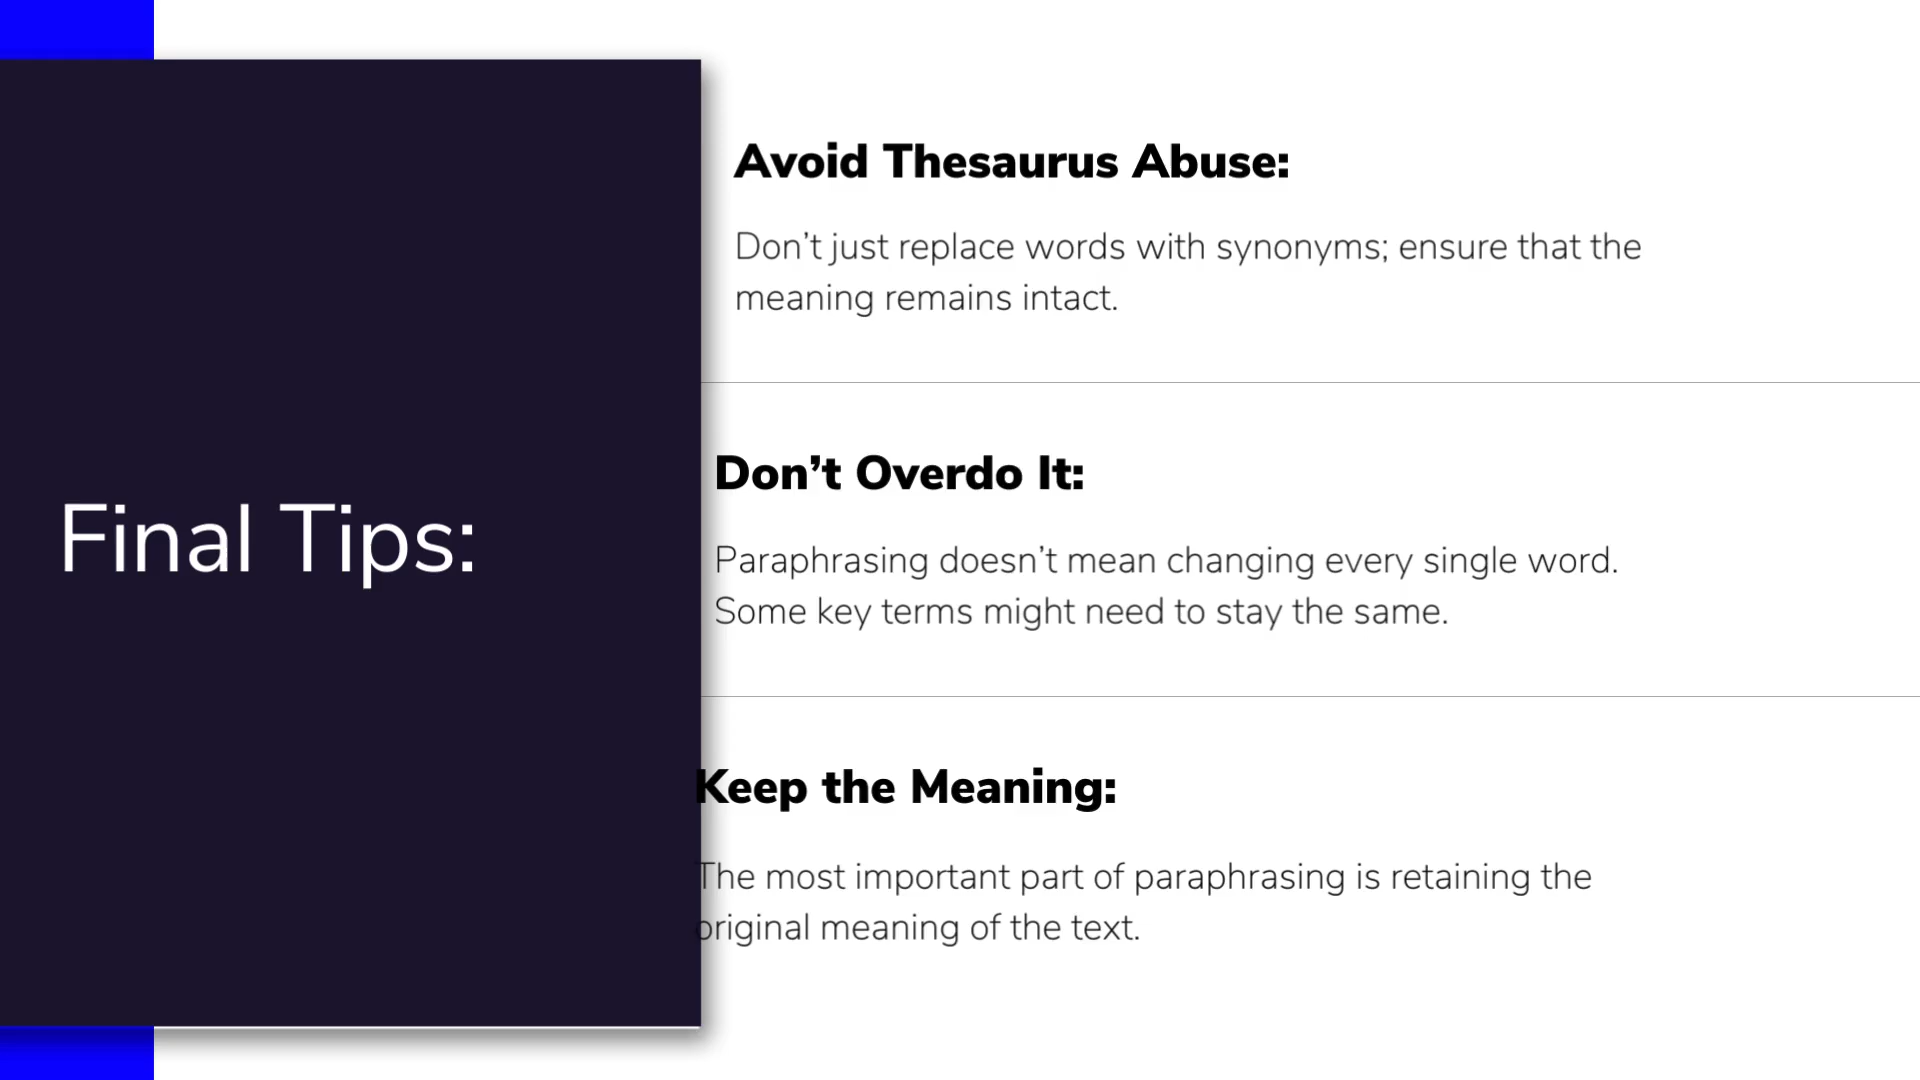 Final Tips:
Avoid Thesaurus Abuse:
Don’t just replace words with synonyms; ensure that the
meaning remains intact.
Don’t Overdo It:
Paraphrasing doesn’t mean changing every single word.
Some key terms might need to stay the same.
Keep the Meaning:
The most important part of paraphrasing is retaining the
original meaning of the text.